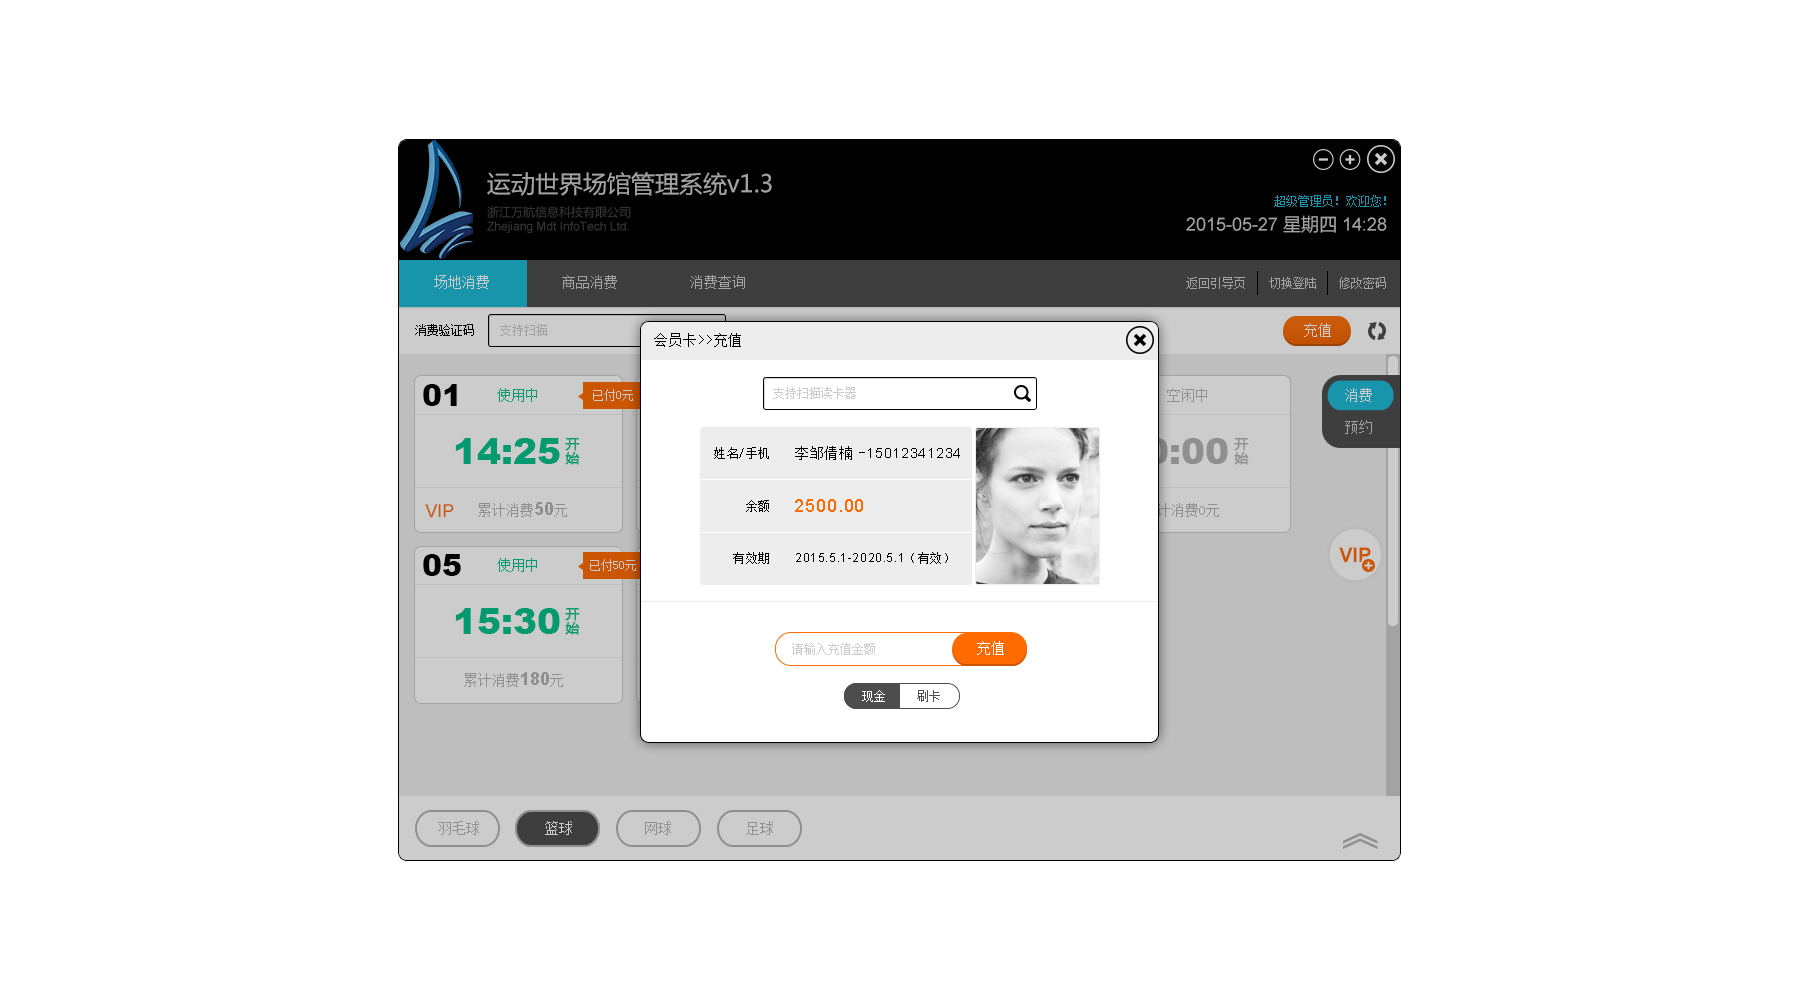 运动世界场馆管理系统v1.3
浙江万航信息科技有限公司
Zhejiang Mdt InfoTech Ltd.
超级管理员！欢迎您！
2015-05-27 星期四 14:28
场地消费
商品消费
消费查询
返回引导页
切换登陆
修改密码
消费验证码
支持扫描
充值
会员卡>>充值
支持扫描读卡器
姓名/手机 李邹倩楠 -15012341234
余额 2500.00
有效期 2015.5.1-2020.5.1（有效）
请输入充值金额
充值
现金
刷卡
01 使用中 已付0元
14:25 开始
VIP 累计消费50元
空闲中
0:00 开始
计消费0元
05 使用中 已付50元
15:30 开始
累计消费180元
消费
预约
VIP
羽毛球
篮球
网球
足球